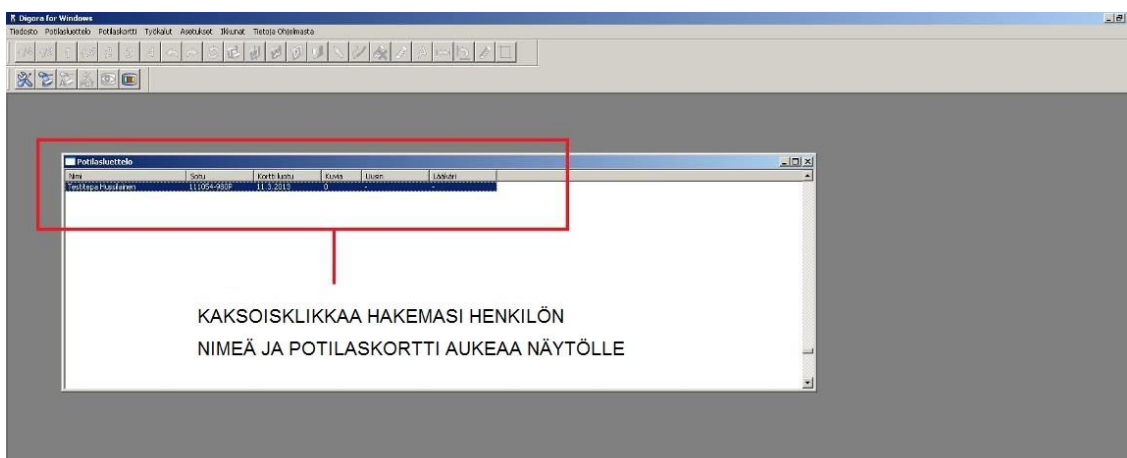 Digora for Windows
Tiedosto Potilasluettelo Potilaskortti Työkalut Asetukset Ikkunat Tietoja Ohjelmasta
Potilasluettelo
Nimi Sotu Kortti luotu Kuvia Uusin Lääkäri
Testitepa Hussilainen 111054-980P 11.3.2013 0 - -
KAKSOISKLIKKAA HAKEMASI HENKILÖN
NIMEÄ JA POTILASKORTTI AUKEAA NÄYTÖLLE